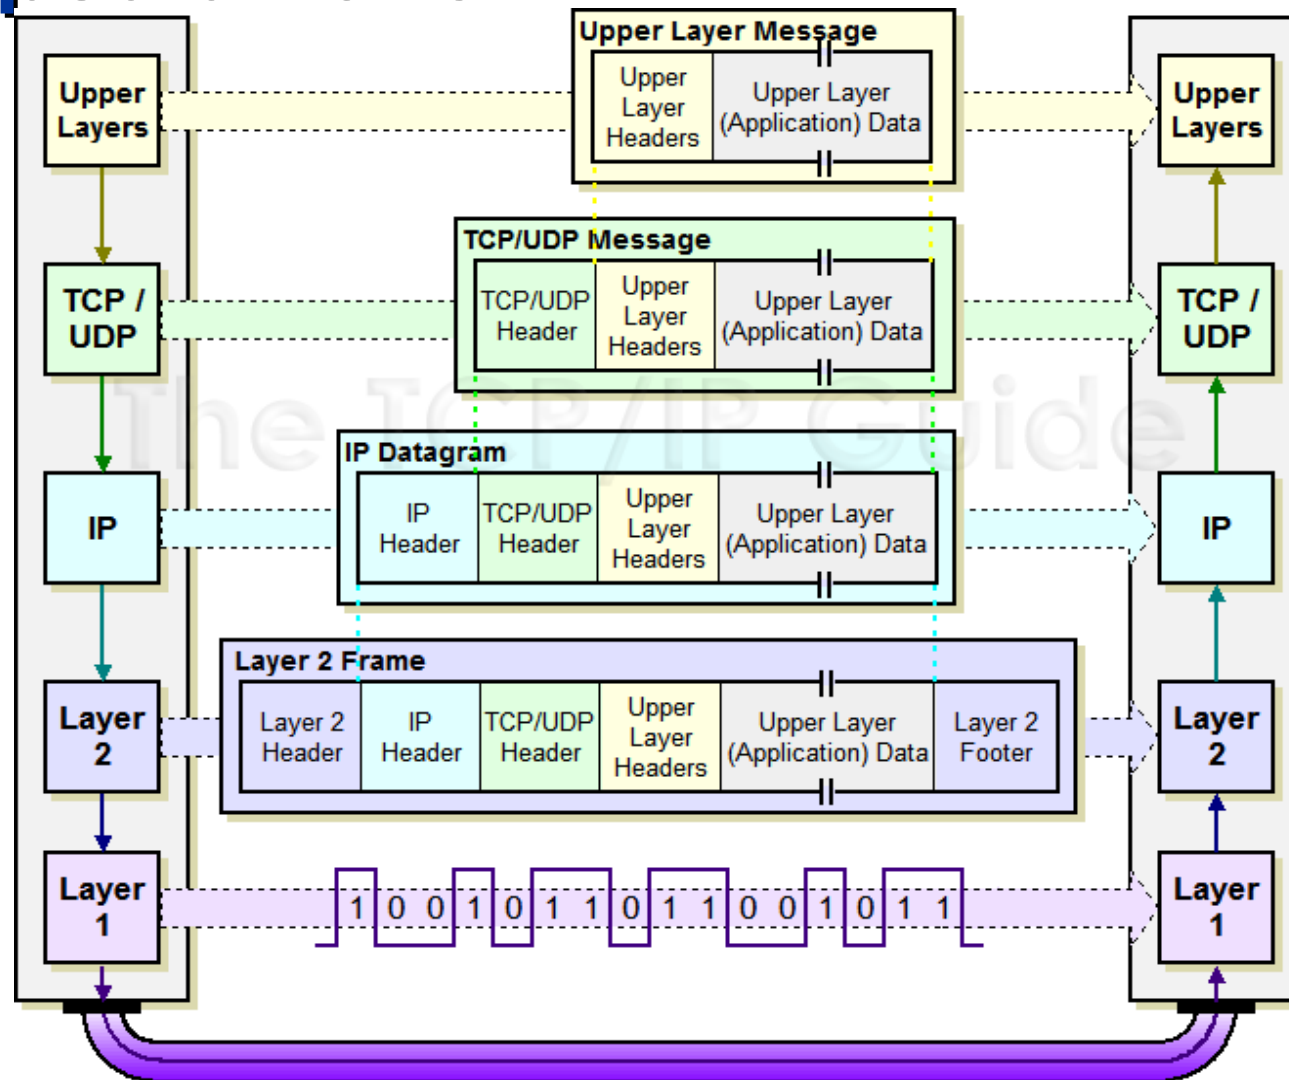 Upper Layer Message
Upper
Layers
Upper
Layer
Headers
Upper Layer
(Application) Data
Upper
Layers
TCP/UDP Message
TCP /
UDP
TCP/UDP
Header
Upper
Layer
Headers
Upper Layer
(Application) Data
TCP /
UDP
The TCP/IP Guide
IP Datagram
IP
IP
Header
TCP/UDP
Header
Upper
Layer
Headers
Upper Layer
(Application) Data
IP
Layer 2 Frame
Layer
2
Layer 2
Header
IP
Header
TCP/UDP
Header
Upper
Layer
Headers
Upper Layer
(Application) Data
Layer 2
Footer
Layer
2
Layer
1
1 0 0 1 0 1 1 0 1 1 0 0 1 0 1 1
Layer
1